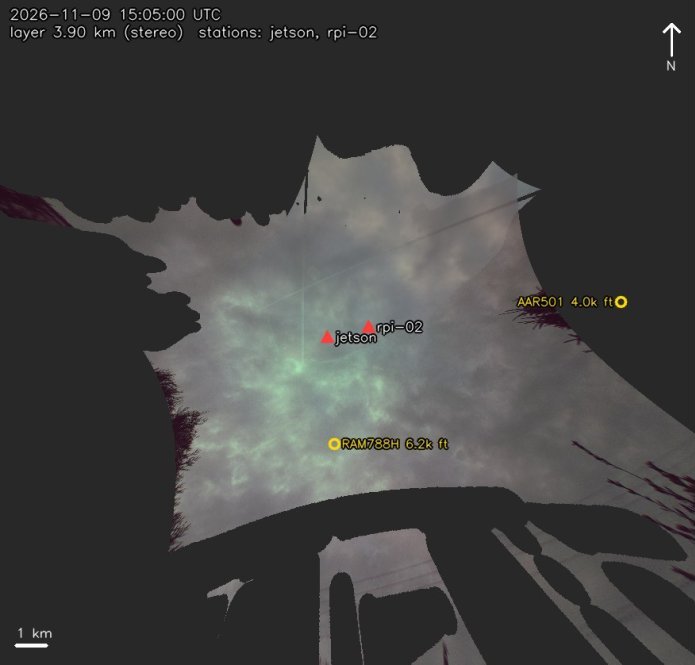 2026-11-09 15:05:00 UTC
layer 3.90 km (stereo) stations: jetson, rpi-02
N
AAR501 4.0k ft
rpi-02
jetson
RAM788H 6.2k ft
1 km